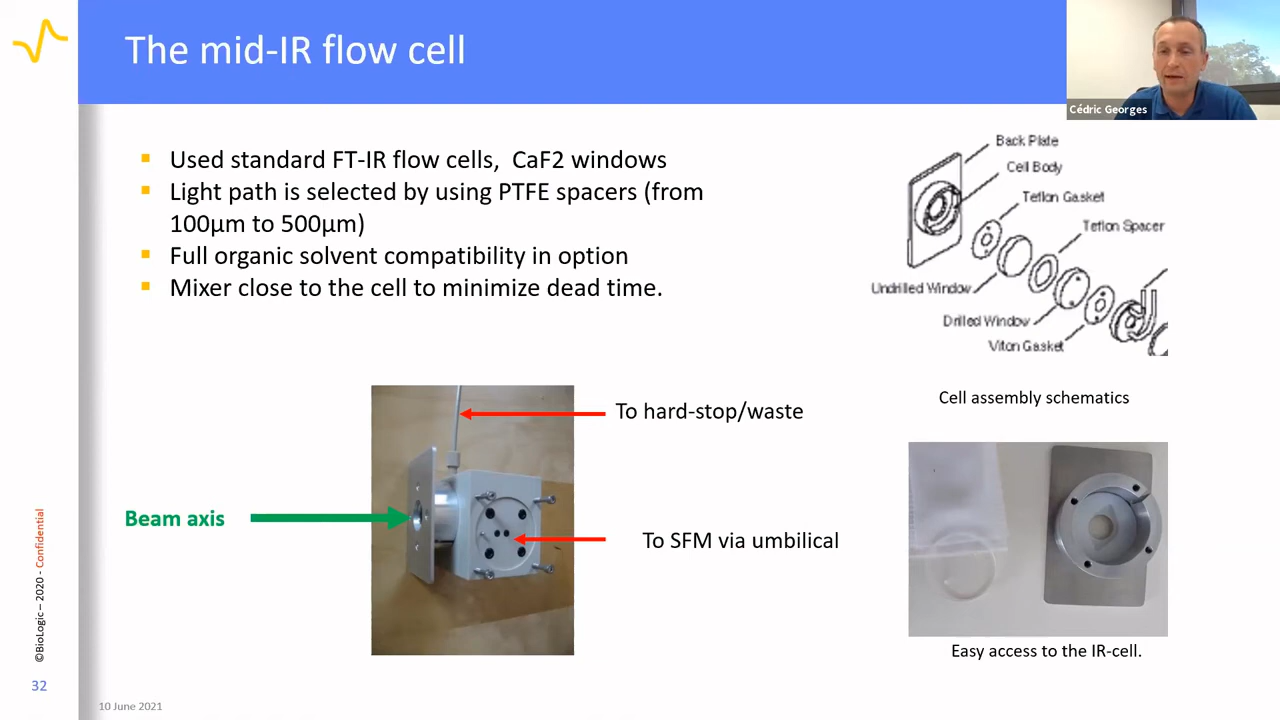 The mid-IR flow cell
Cédric Georges
Used standard FT-IR flow cells, CaF2 windows
Light path is selected by using PTFE spacers (from
100µm to 500µm)
Full organic solvent compatibility in option
Mixer close to the cell to minimize dead time.
Back Plate
Cell Body
Teflon Gasket
Teflon Spacer
Undrilled Window
Drilled Window
Viton Gasket
Cell assembly schematics
To hard-stop/waste
Beam axis
To SFM via umbilical
Easy access to the IR-cell.
©BioLogic – 2020 - Confidential
32
10 June 2021